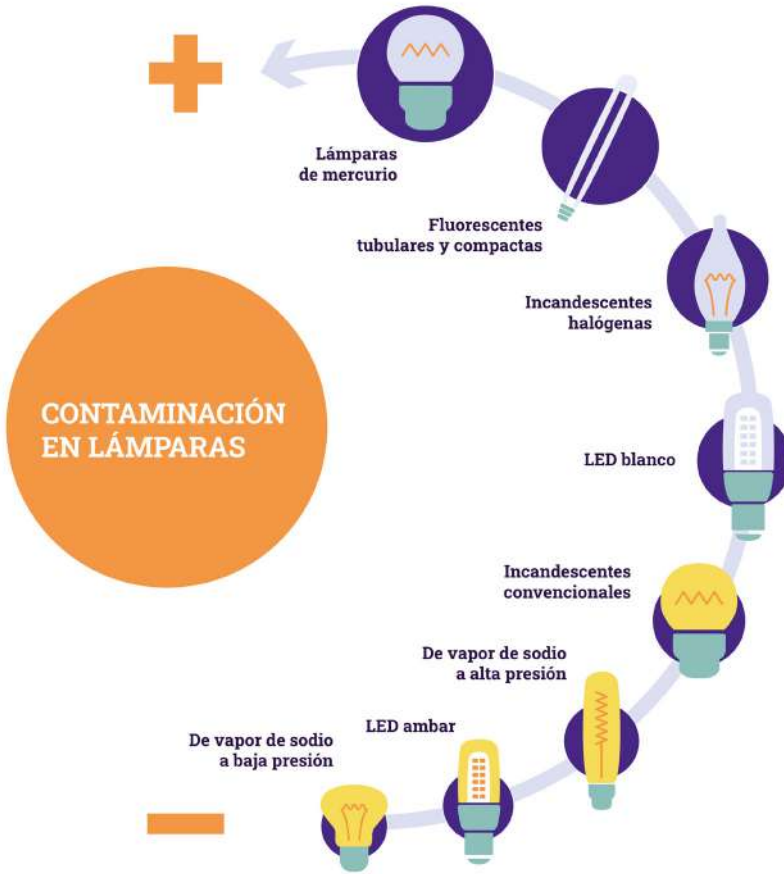 +
Lámparas
de mercurio
Fluorescentes
tubulares y compactas
Incandescentes
halógenas
CONTAMINACIÓN
EN LÁMPARAS
LED blanco
Incandescentes
convencionales
De vapor de sodio
a alta presión
LED ambar
De vapor de sodio
a baja presión
−